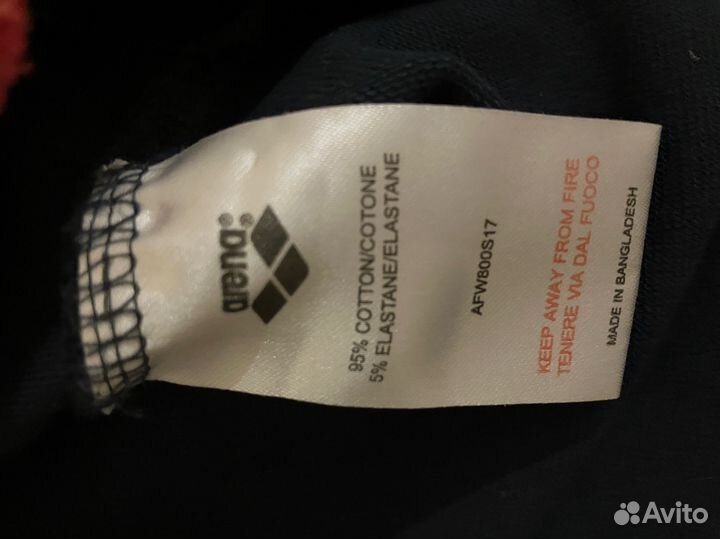 arena®
®
95% COTTON/COTONE
5% ELASTANE/ELASTANE
AFW800S17
KEEP AWAY FROM FIRE
TENERE VIA DAL FUOCO
MADE IN BANGLADESH
Avito